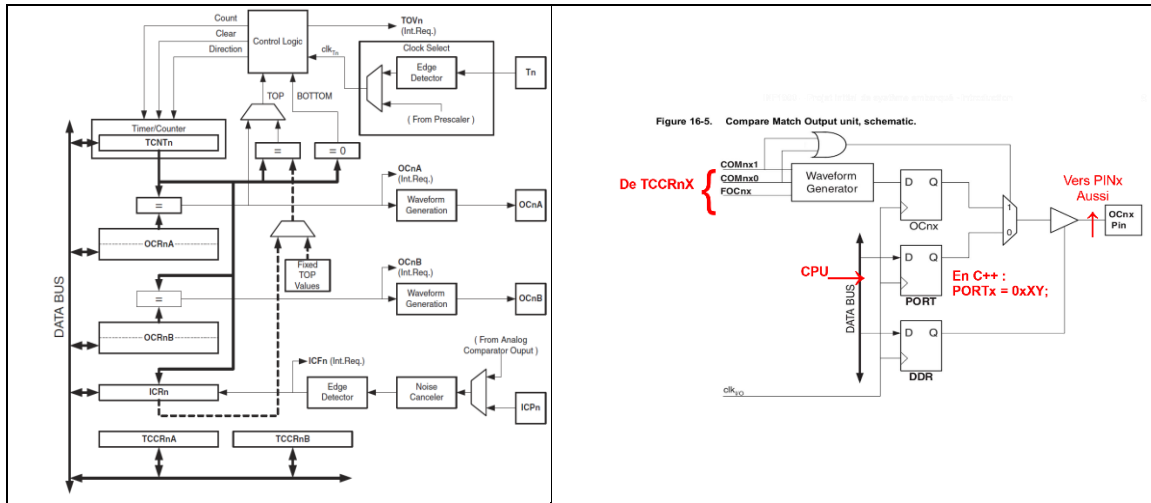 Count
Clear
Direction
Control Logic
TOVn
(Int.Req.)
clkTn
Clock Select
Edge
Detector
Tn
( From Prescaler )
TOP
BOTTOM
Timer/Counter
TCNTn
=
= 0
OCnA
(Int.Req.)
=
Waveform
Generation
OCnA
OCRnA
Fixed
TOP
Values
OCnB
(Int.Req.)
=
Waveform
Generation
OCnB
OCRnB
DATA BUS
( From Analog
Comparator Ouput )
ICFn (Int.Req.)
ICRn
Edge
Detector
Noise
Canceler
ICPn
TCCRnA
TCCRnB
Figure 16-5. Compare Match Output unit, schematic.
De TCCRnX {
COMnx1
COMnx0
FOCnx
Waveform
Generator
D Q
OCnx
1
0
Vers PINx
Aussi
OCnx
Pin
CPU
DATA BUS
D Q
PORT
En C++ :
PORTx = 0xXY;
D Q
DDR
clkI/O